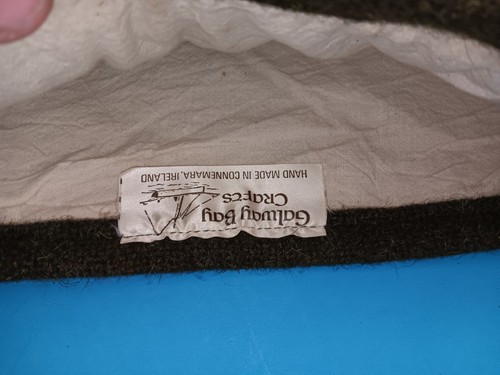 Galway Bay
CRAFTS
HAND MADE IN CONNEMARA, IRELAND